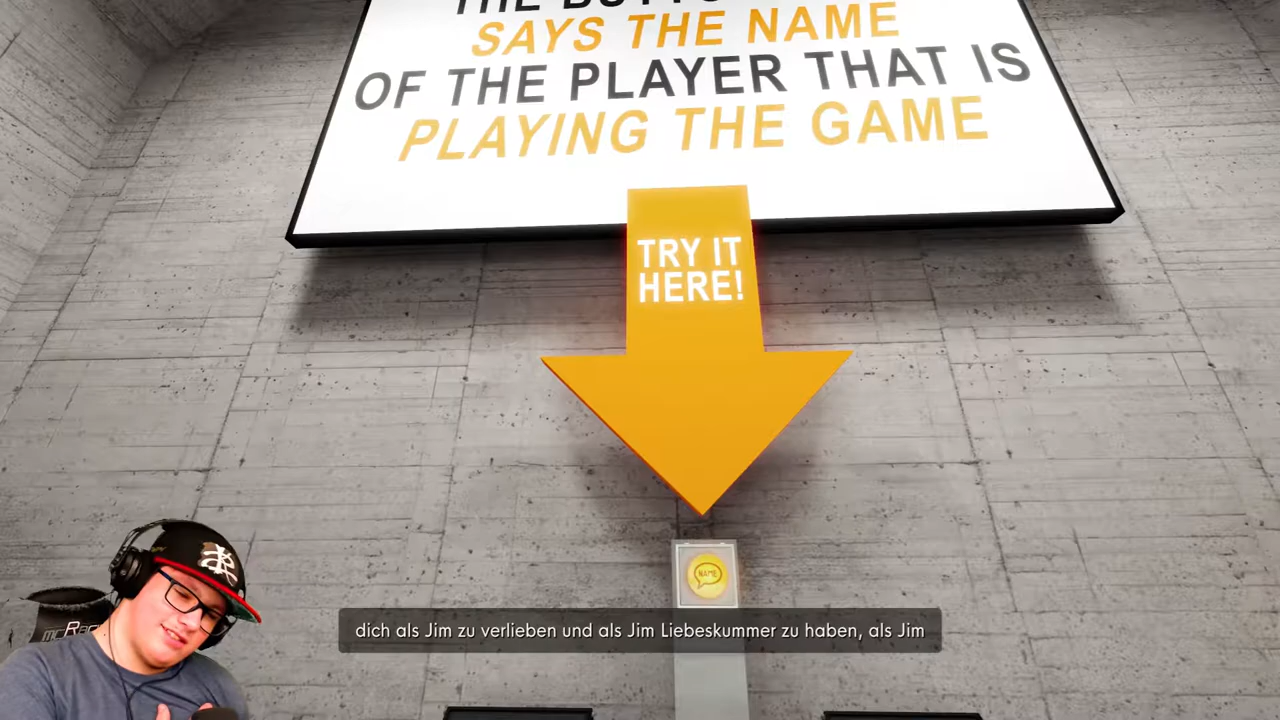 SAYS THE NAME
OF THE PLAYER THAT IS
PLAYING THE GAME
TRY IT
HERE!
NAME
dich als Jim zu verlieben und als Jim Liebeskummer zu haben, als Jim